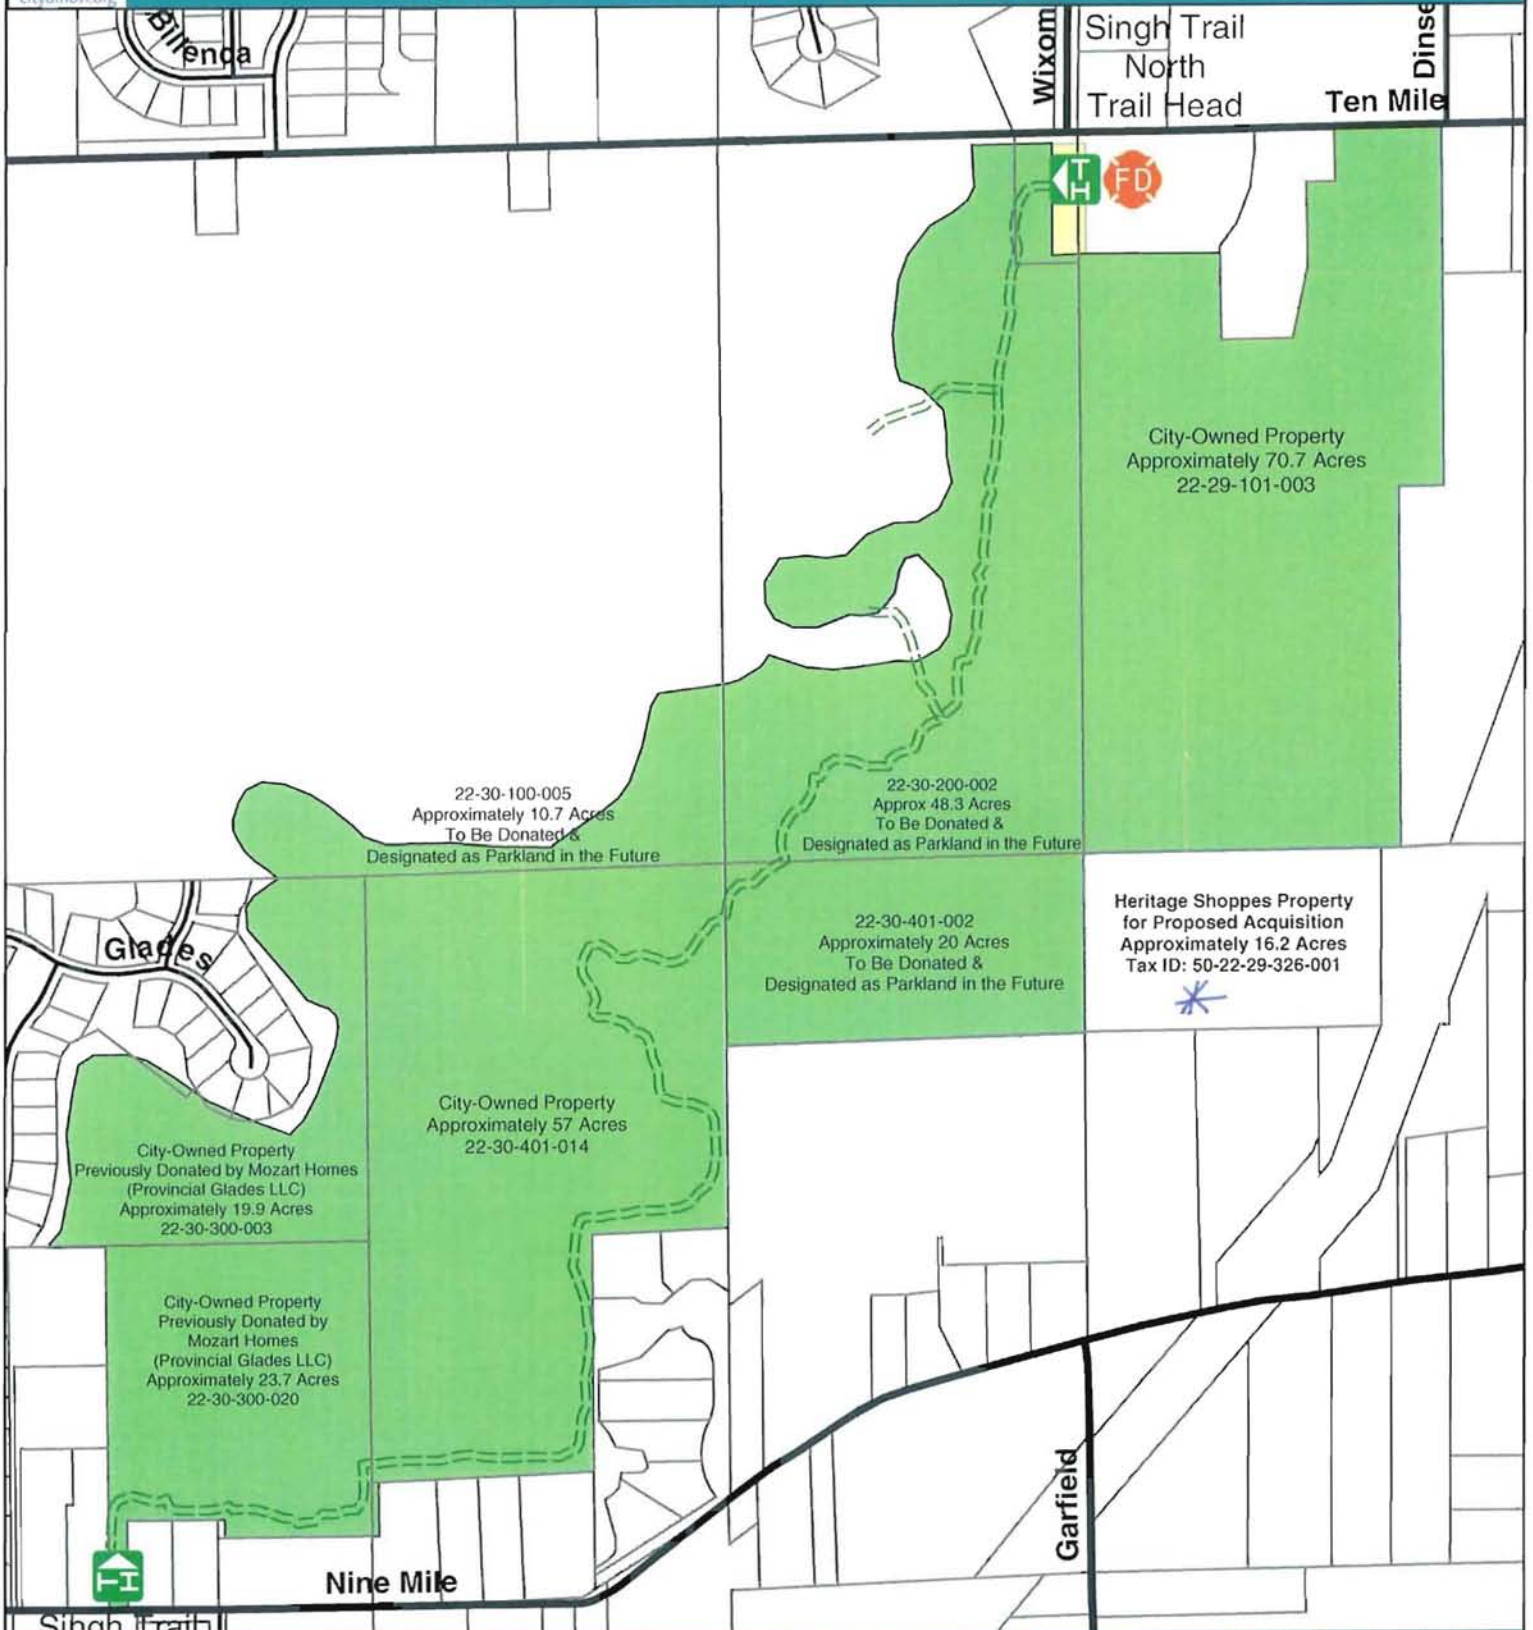 cityofnovi.org
Billenca
Wixom
Singh Trail
North
Trail Head
Dinse
Ten Mile
TH
FD
City-Owned Property
Approximately 70.7 Acres
22-29-101-003
22-30-100-005
Approximately 10.7 Acres
To Be Donated &
Designated as Parkland in the Future
22-30-200-002
Approx 48.3 Acres
To Be Donated &
Designated as Parkland in the Future
Glades
22-30-401-002
Approximately 20 Acres
To Be Donated &
Designated as Parkland in the Future
Heritage Shoppes Property
for Proposed Acquisition
Approximately 16.2 Acres
Tax ID: 50-22-29-326-001
City-Owned Property
Approximately 57 Acres
22-30-401-014
City-Owned Property
Previously Donated by Mozart Homes
(Provincial Glades LLC)
Approximately 19.9 Acres
22-30-300-003
City-Owned Property
Previously Donated by
Mozart Homes
(Provincial Glades LLC)
Approximately 23.7 Acres
22-30-300-020
Garfield
TH
Nine Mile
Singh Trail